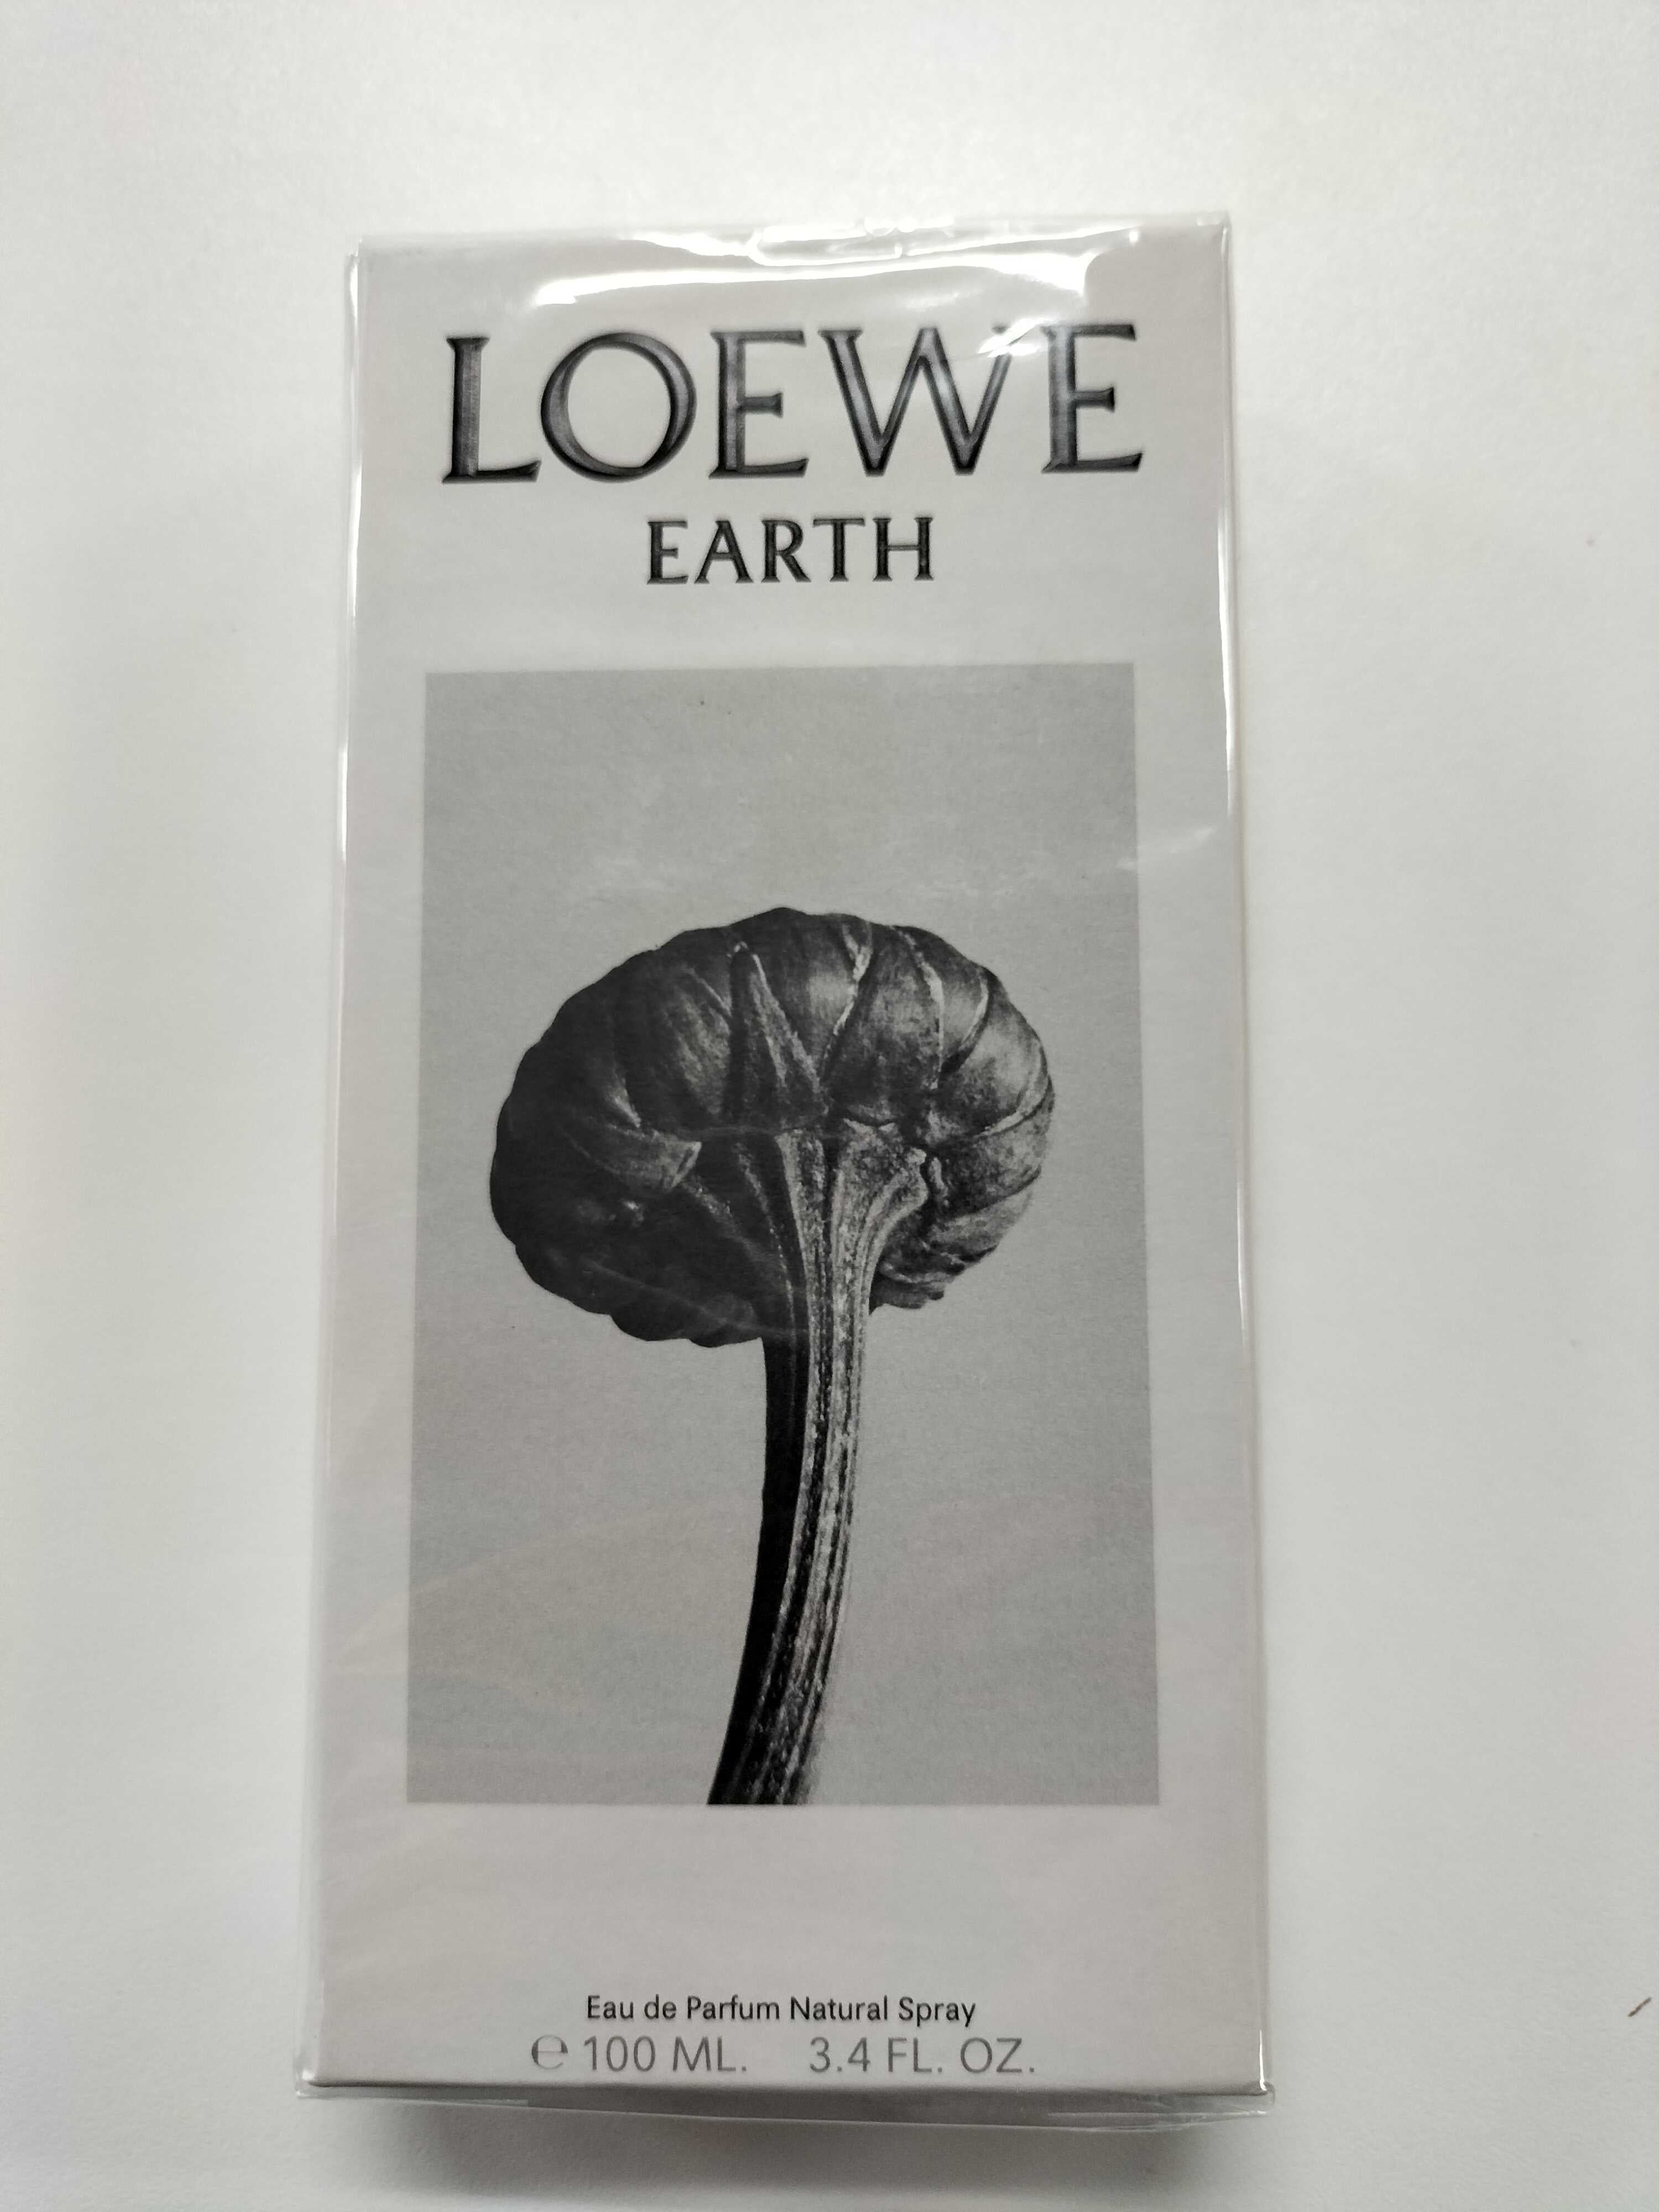 LOEWE
EARTH
Eau de Parfum Natural Spray
℮ 100 ML. 3.4 FL. OZ.